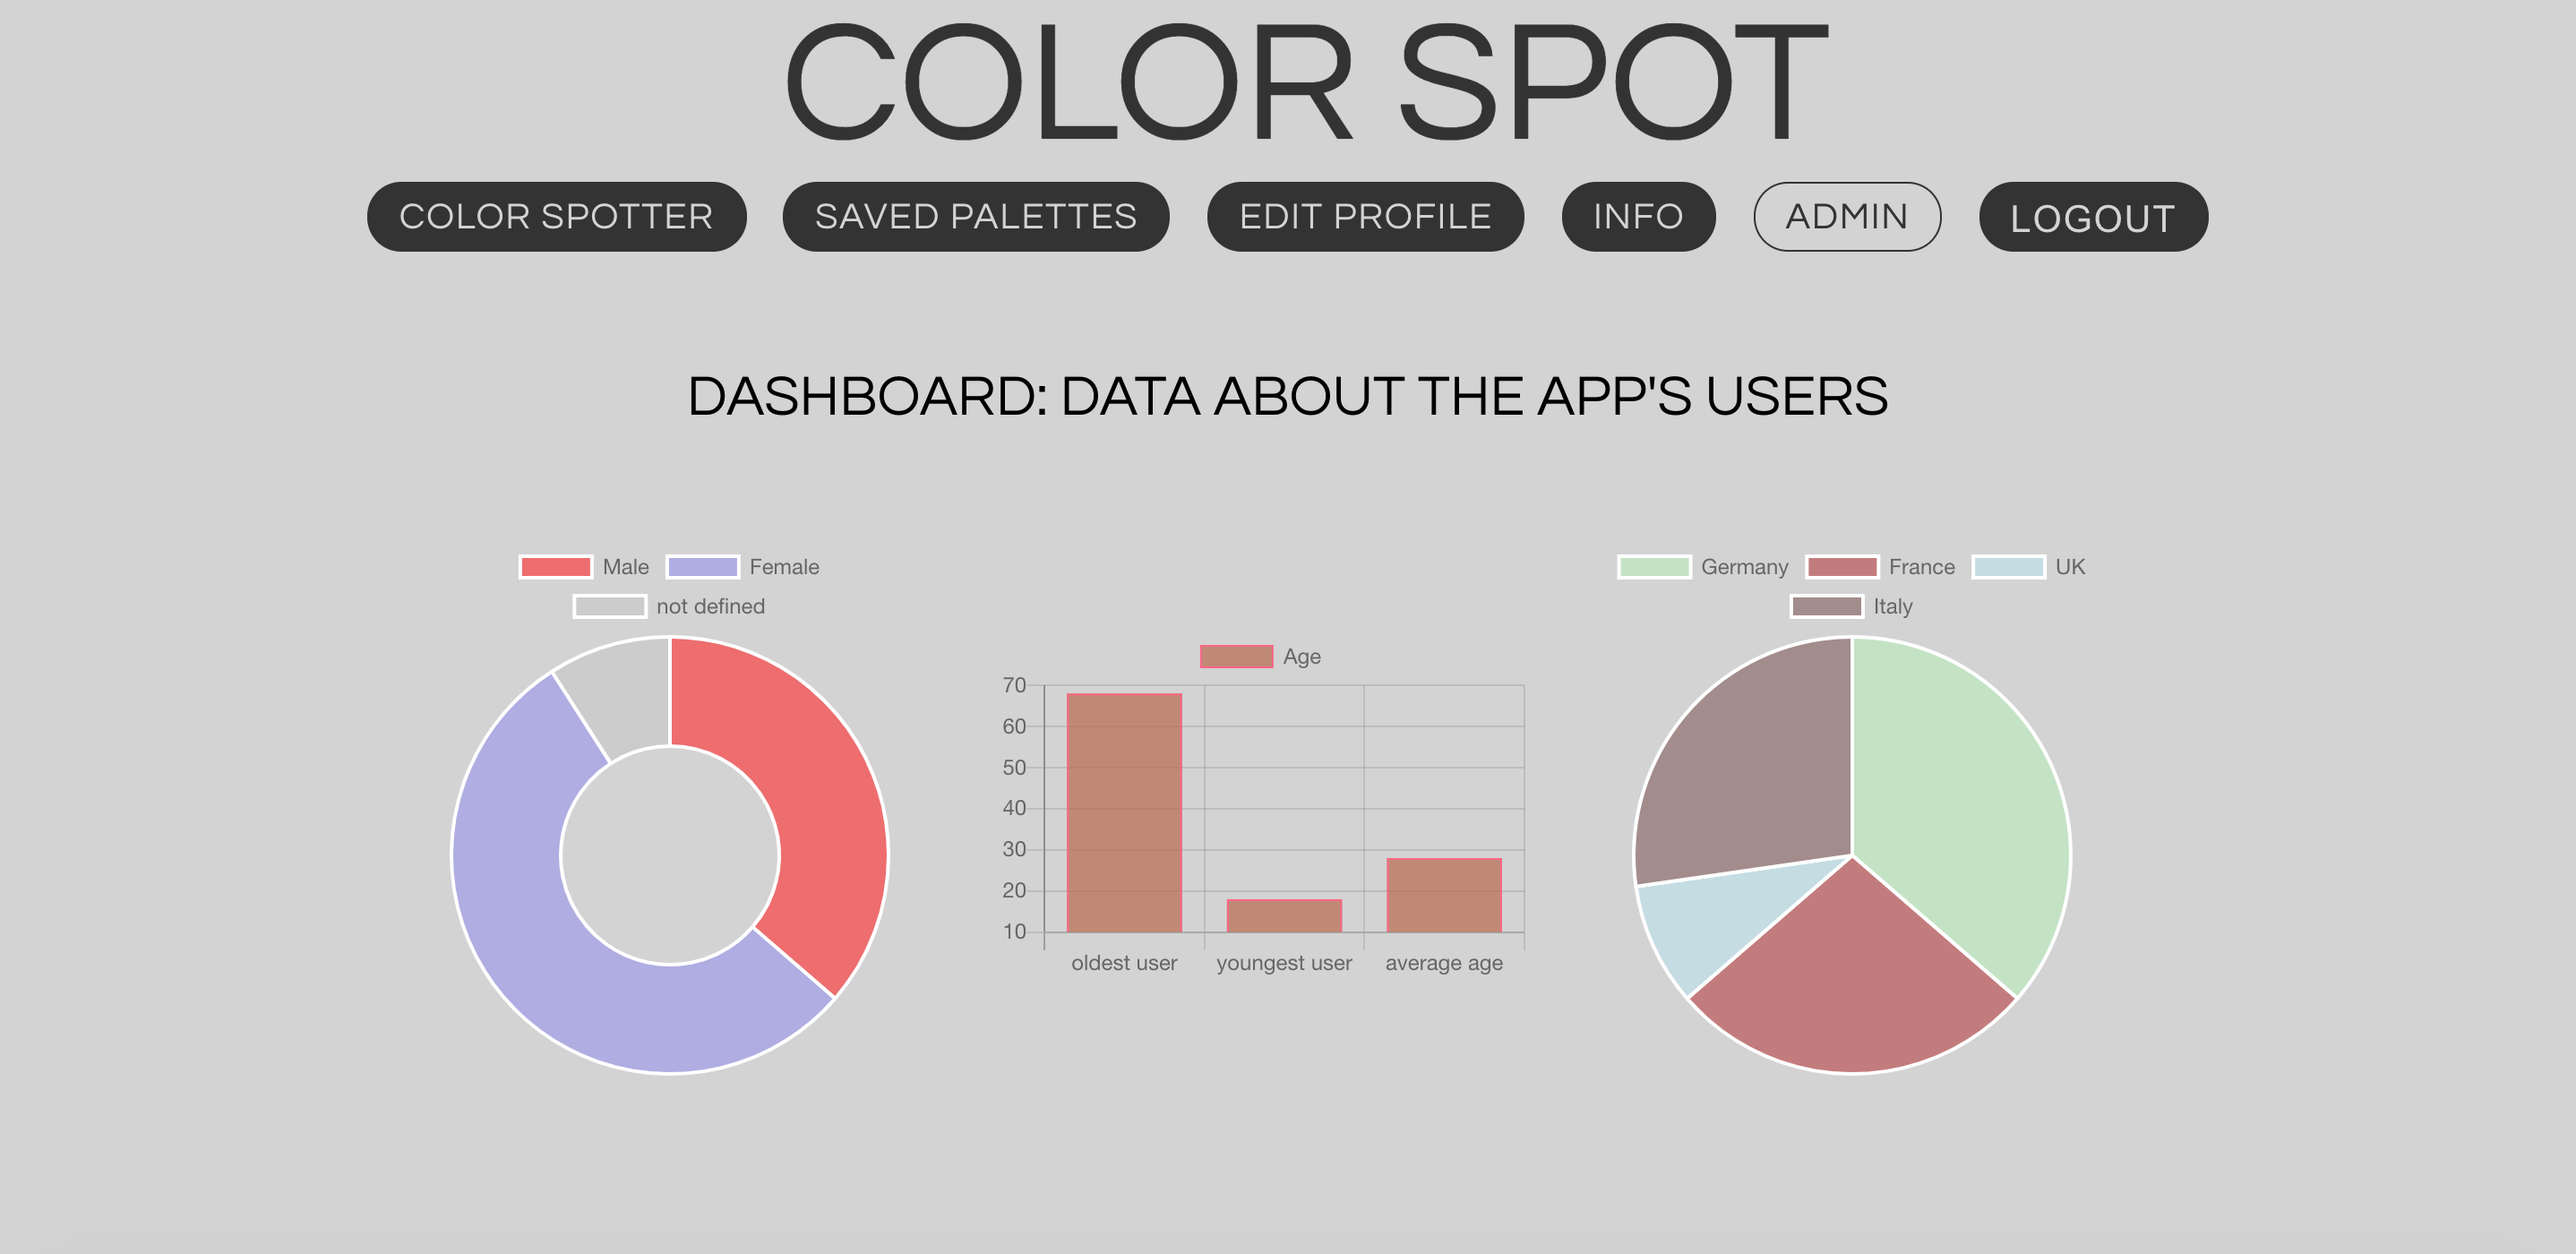 COLOR SPOT
COLOR SPOTTER SAVED PALETTES EDIT PROFILE INFO ADMIN LOGOUT
DASHBOARD: DATA ABOUT THE APP'S USERS
Male Female
not defined
Age
70
60
50
40
30
20
10
oldest user youngest user average age
Germany France UK
Italy